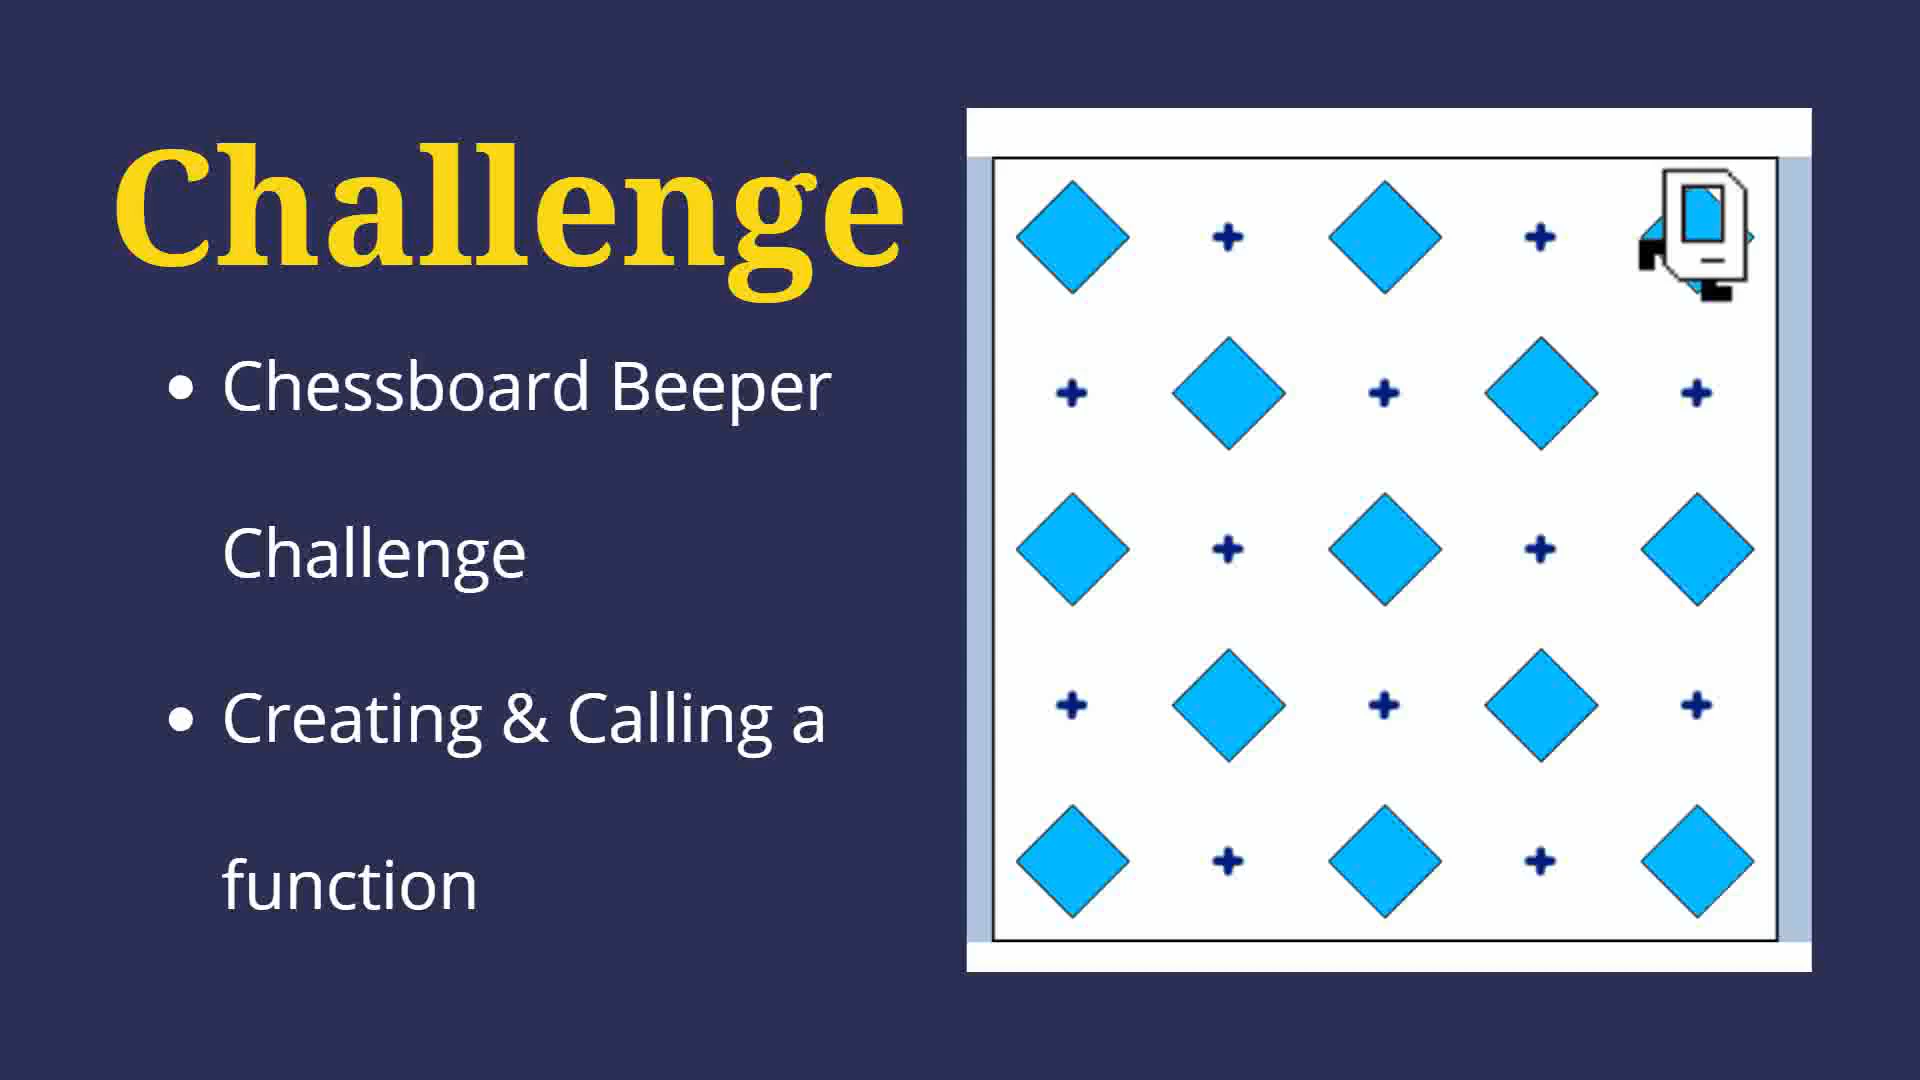 Challenge
• Chessboard Beeper
Challenge
• Creating & Calling a
function